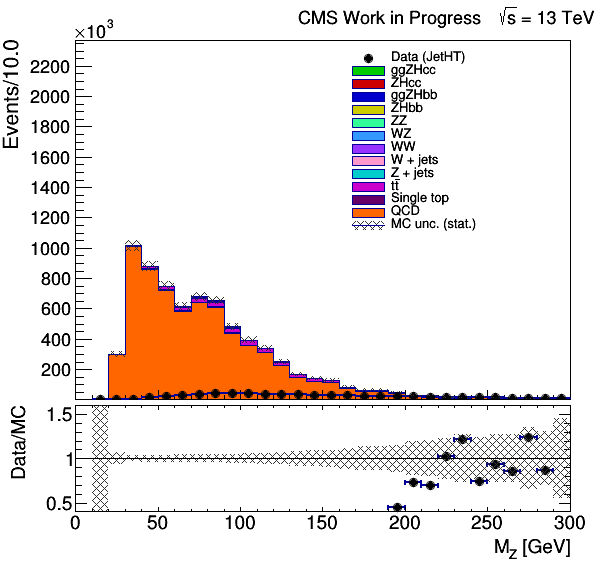 CMS Work in Progress √s = 13 TeV
×10³
Events/10.0
2200
2000
1800
1600
1400
1200
1000
800
600
400
200
0
Data (JetHT)
ggZHcc
ZHcc
ggZHbb
ZHbb
ZZ
WZ
WW
W + jets
Z + jets
tt̄
Single top
QCD
MC unc. (stat.)
Data/MC
1.5
1
0.5
0 50 100 150 200 250 300
M_Z [GeV]